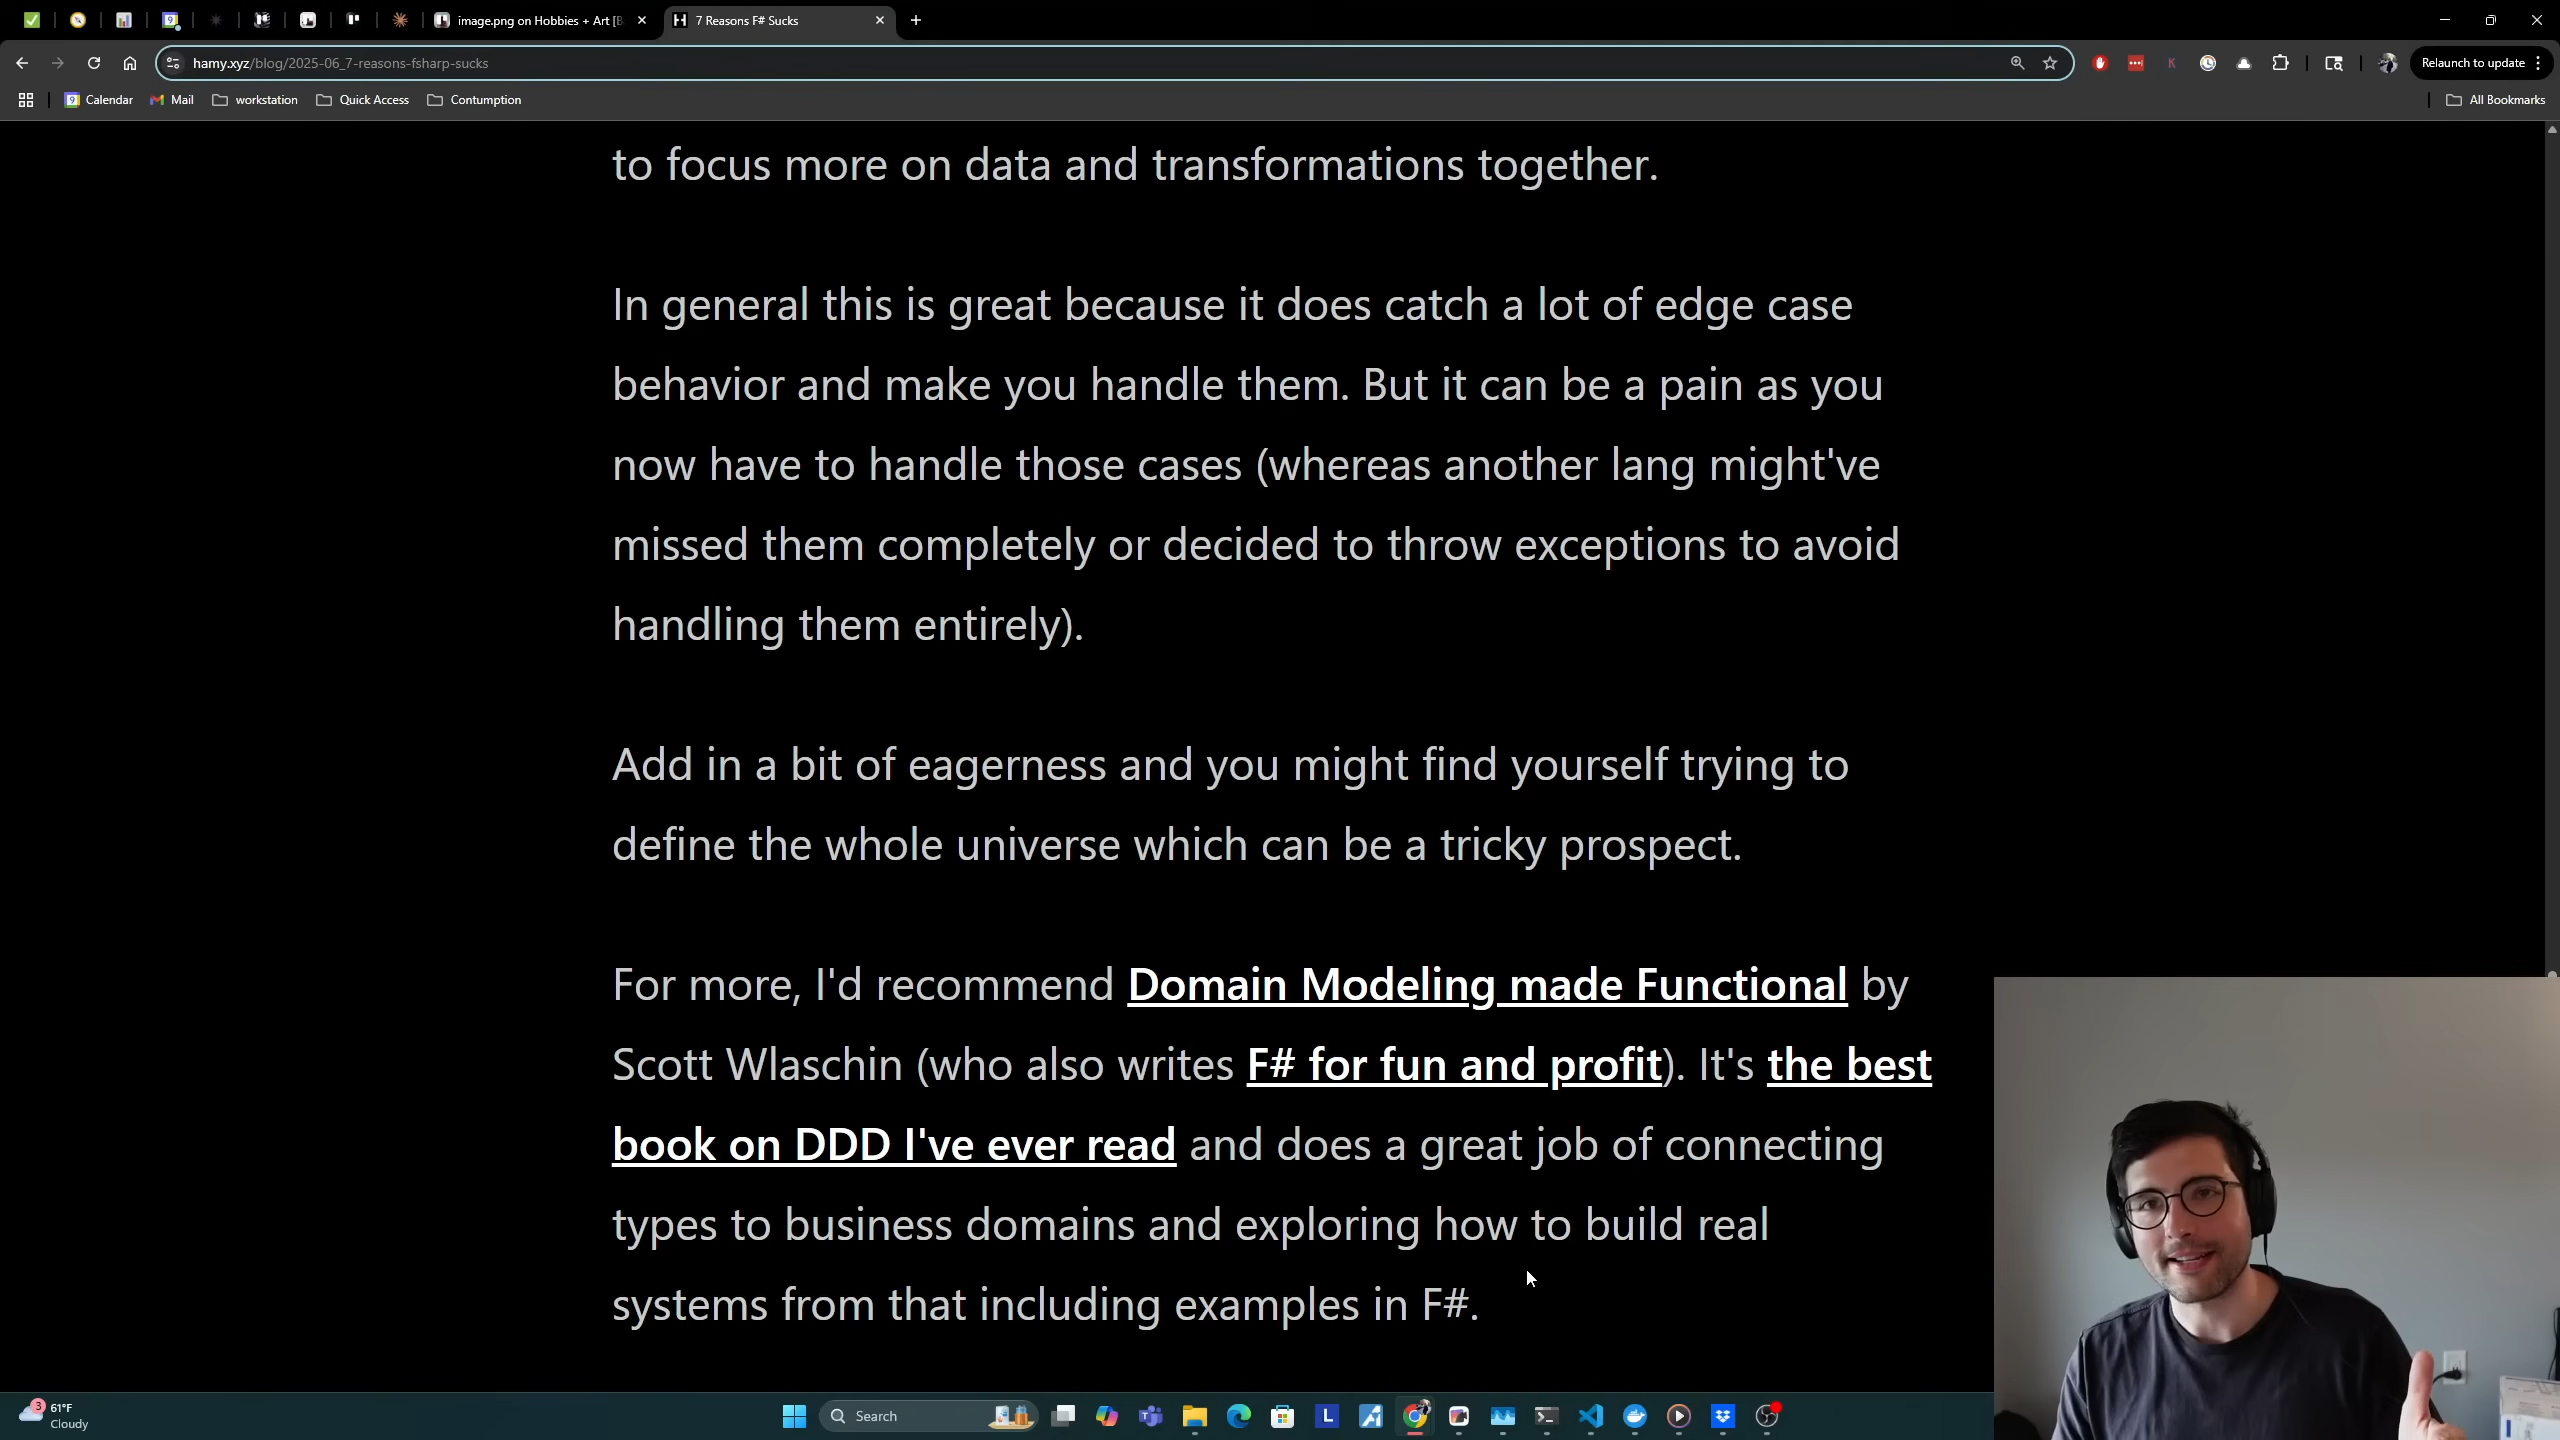 image.png on Hobbies + Art [B
7 Reasons F# Sucks
hamy.xyz/blog/2025-06_7-reasons-fsharp-sucks
Relaunch to update
Calendar
Mail
workstation
Quick Access
Contumption
All Bookmarks
to focus more on data and transformations together.
In general this is great because it does catch a lot of edge case
behavior and make you handle them. But it can be a pain as you
now have to handle those cases (whereas another lang might've
missed them completely or decided to throw exceptions to avoid
handling them entirely).
Add in a bit of eagerness and you might find yourself trying to
define the whole universe which can be a tricky prospect.
For more, I'd recommend Domain Modeling made Functional by
Scott Wlaschin (who also writes F# for fun and profit). It's the best
book on DDD I've ever read and does a great job of connecting
types to business domains and exploring how to build real
systems from that including examples in F#.
3
61°F
Cloudy
Search
L